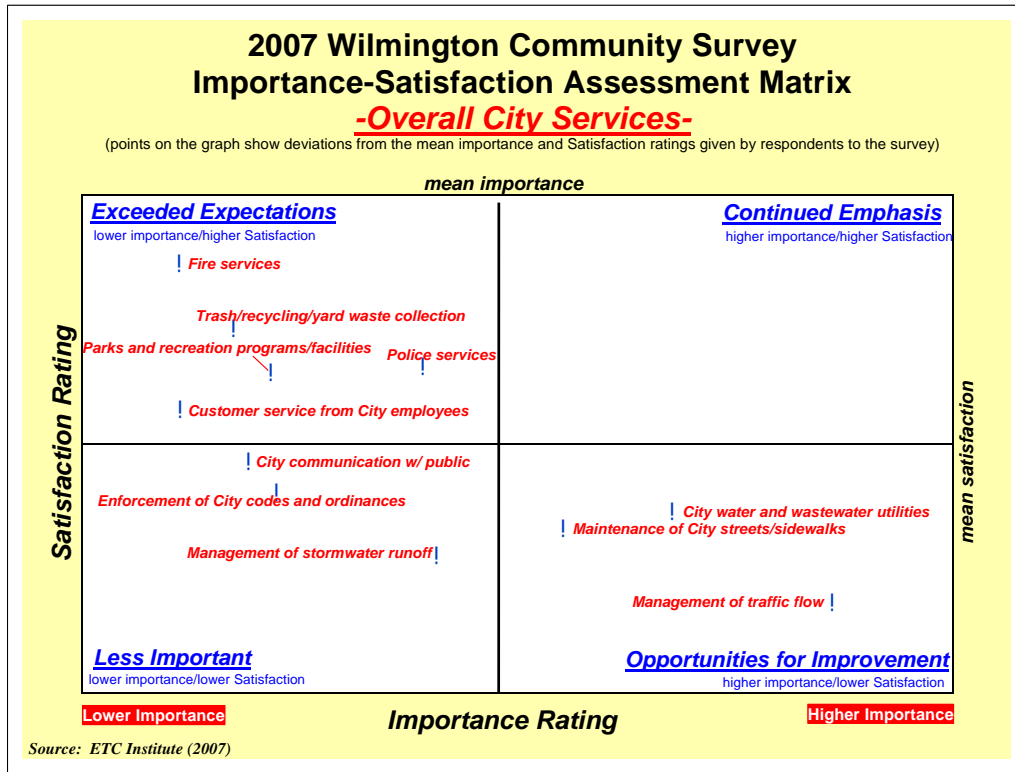 2007 Wilmington Community Survey
Importance-Satisfaction Assessment Matrix
-Overall City Services-
(points on the graph show deviations from the mean importance and Satisfaction ratings given by respondents to the survey)
mean importance
Exceeded Expectations
lower importance/higher Satisfaction
Continued Emphasis
higher importance/higher Satisfaction
Fire services
Trash/recycling/yard waste collection
Parks and recreation programs/facilities
Police services
Customer service from City employees
Satisfaction Rating
mean satisfaction
City communication w/ public
Enforcement of City codes and ordinances
City water and wastewater utilities
Maintenance of City streets/sidewalks
Management of stormwater runoff
Management of traffic flow
Less Important
lower importance/lower Satisfaction
Opportunities for Improvement
higher importance/lower Satisfaction
Lower Importance
Importance Rating
Higher Importance
Source: ETC Institute (2007)